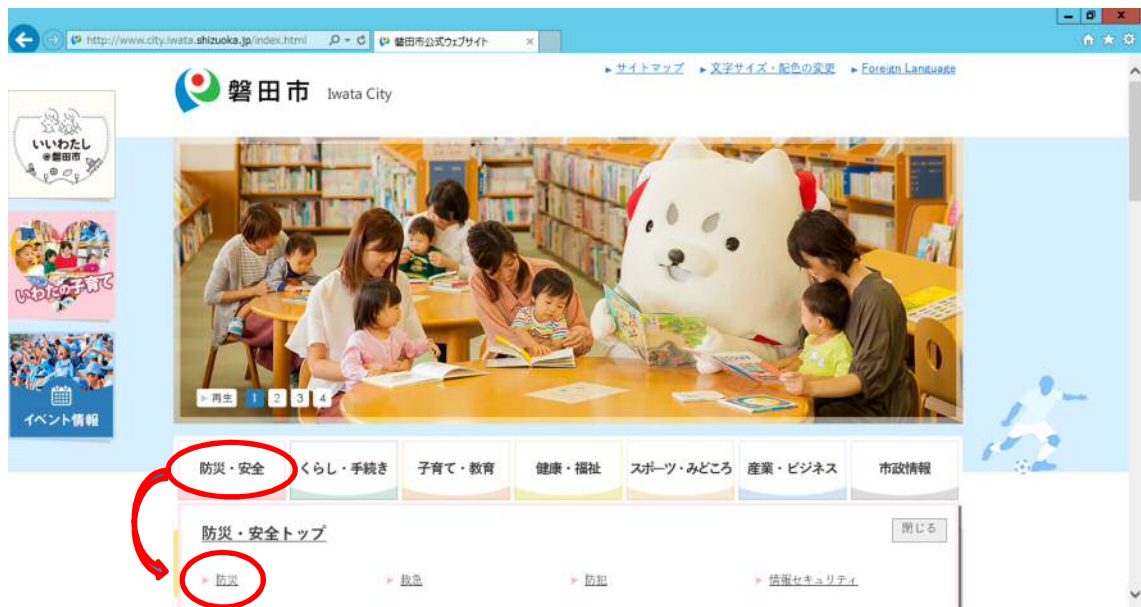 http://www.city.iwata.shizuoka.jp/index.html
磐田市公式ウェブサイト
サイトマップ
文字サイズ・配色の変更
Foreign Language
磐田市 Iwata City
いいわたし
@磐田市
いわたの子育て
イベント情報
再生 1 2 3 4
防災・安全 くらし・手続き 子育て・教育 健康・福祉 スポーツ・みどころ 産業・ビジネス 市政情報
防災・安全トップ 閉じる
防災 救急 防犯 情報セキュリティ